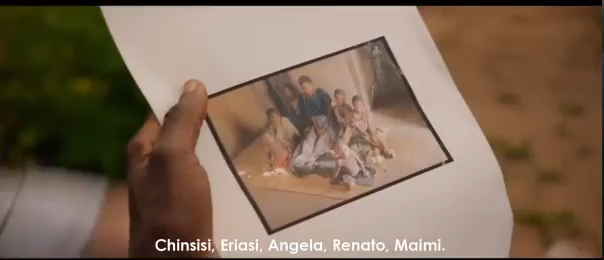 Chinsisi, Eriasi, Angela, Renato, Maimi.